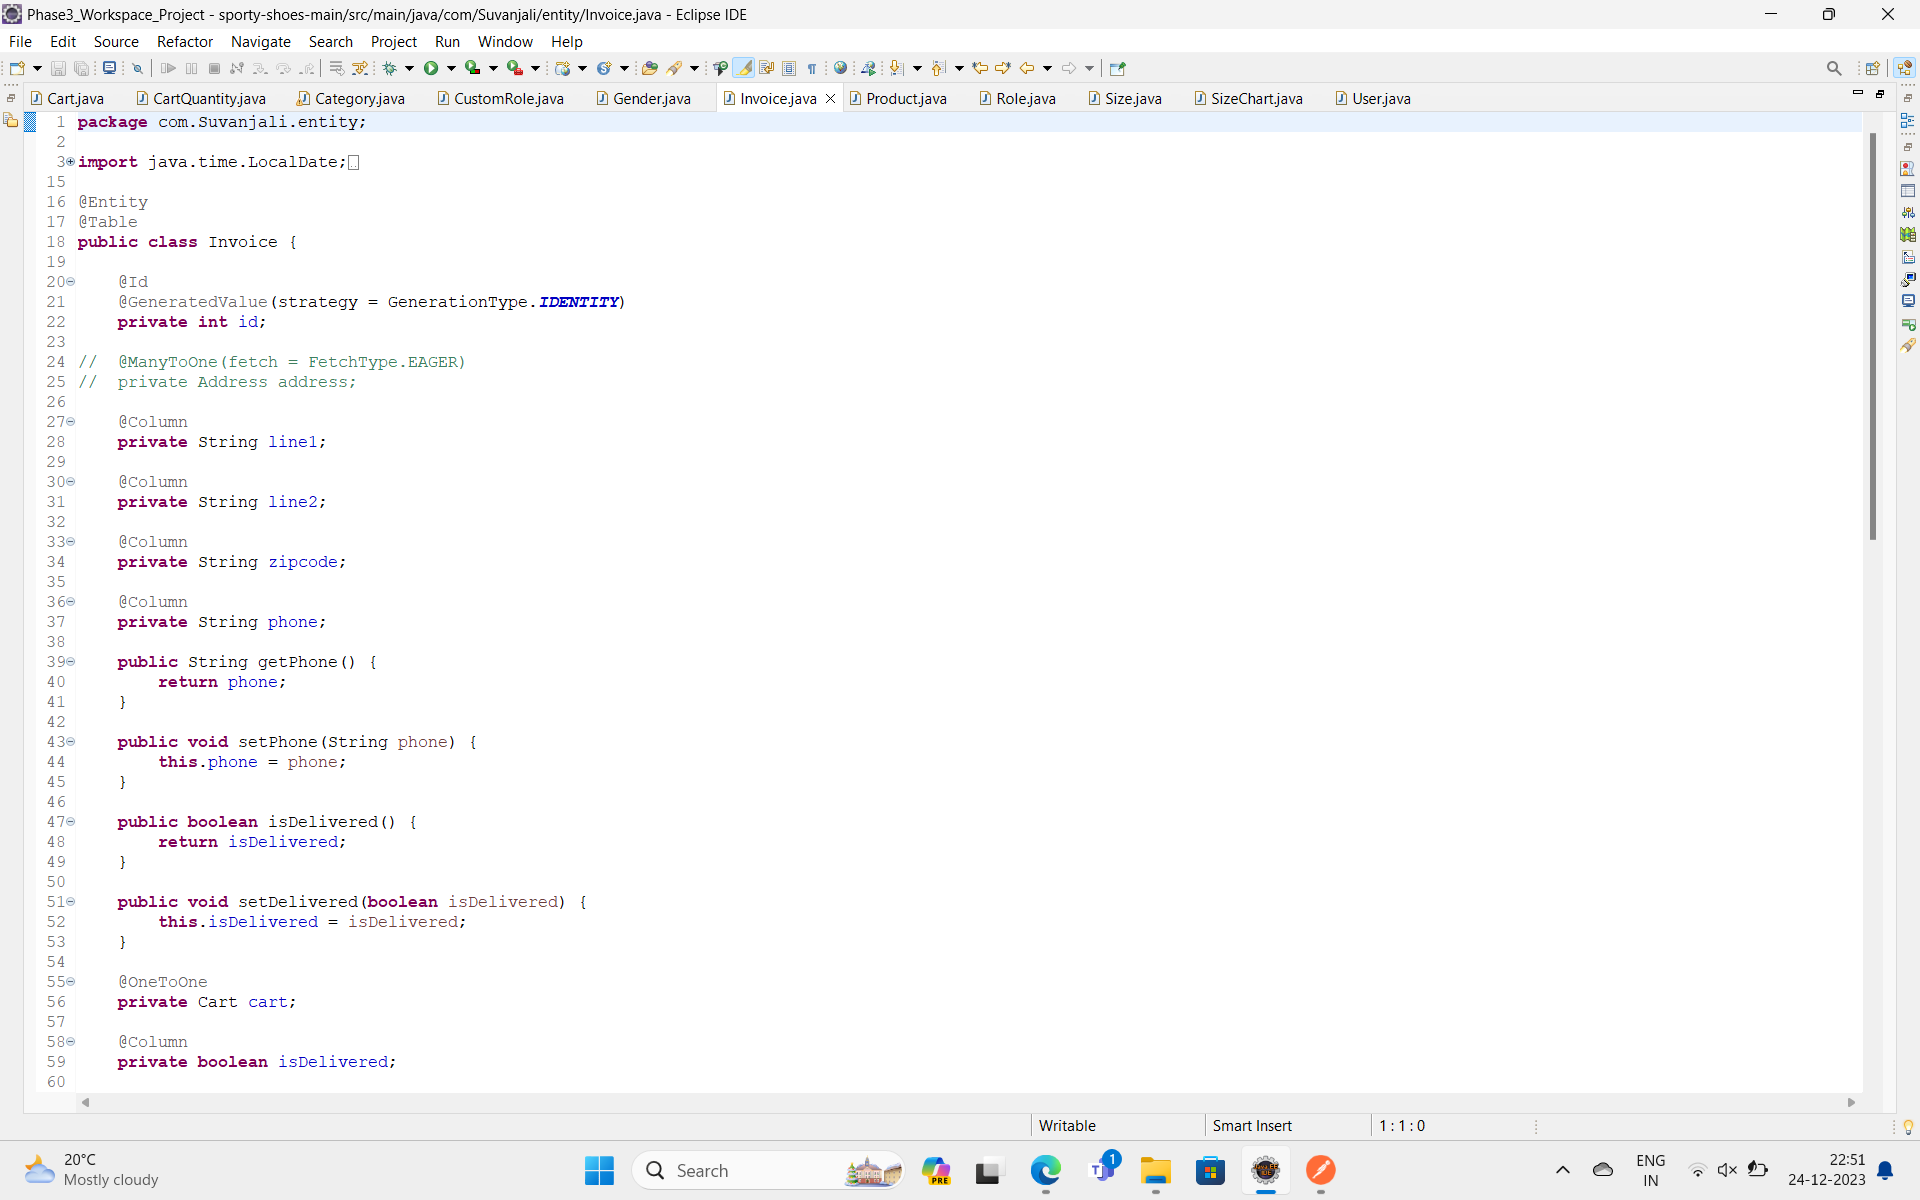 Phase3_Workspace_Project - sporty-shoes-main/src/main/java/com/Suvanjali/entity/Invoice.java - Eclipse IDE
File Edit Source Refactor Navigate Search Project Run Window Help
Cart.java CartQuantity.java Category.java CustomRole.java Gender.java Invoice.java Product.java Role.java Size.java SizeChart.java User.java
1 package com.Suvanjali.entity;
2
3 import java.time.LocalDate;
15
16 @Entity
17 @Table
18 public class Invoice {
19
20 @Id
21 @GeneratedValue(strategy = GenerationType.IDENTITY)
22 private int id;
23
24 // @ManyToOne(fetch = FetchType.EAGER)
25 // private Address address;
26
27 @Column
28 private String line1;
29
30 @Column
31 private String line2;
32
33 @Column
34 private String zipcode;
35
36 @Column
37 private String phone;
38
39 public String getPhone() {
40 return phone;
41 }
42
43 public void setPhone(String phone) {
44 this.phone = phone;
45 }
46
47 public boolean isDelivered() {
48 return isDelivered;
49 }
50
51 public void setDelivered(boolean isDelivered) {
52 this.isDelivered = isDelivered;
53 }
54
55 @OneToOne
56 private Cart cart;
57
58 @Column
59 private boolean isDelivered;
60
Writable Smart Insert 1 : 1 : 0
20°C
Mostly cloudy
Search
PRE
1
ENG
IN
22:51
24-12-2023